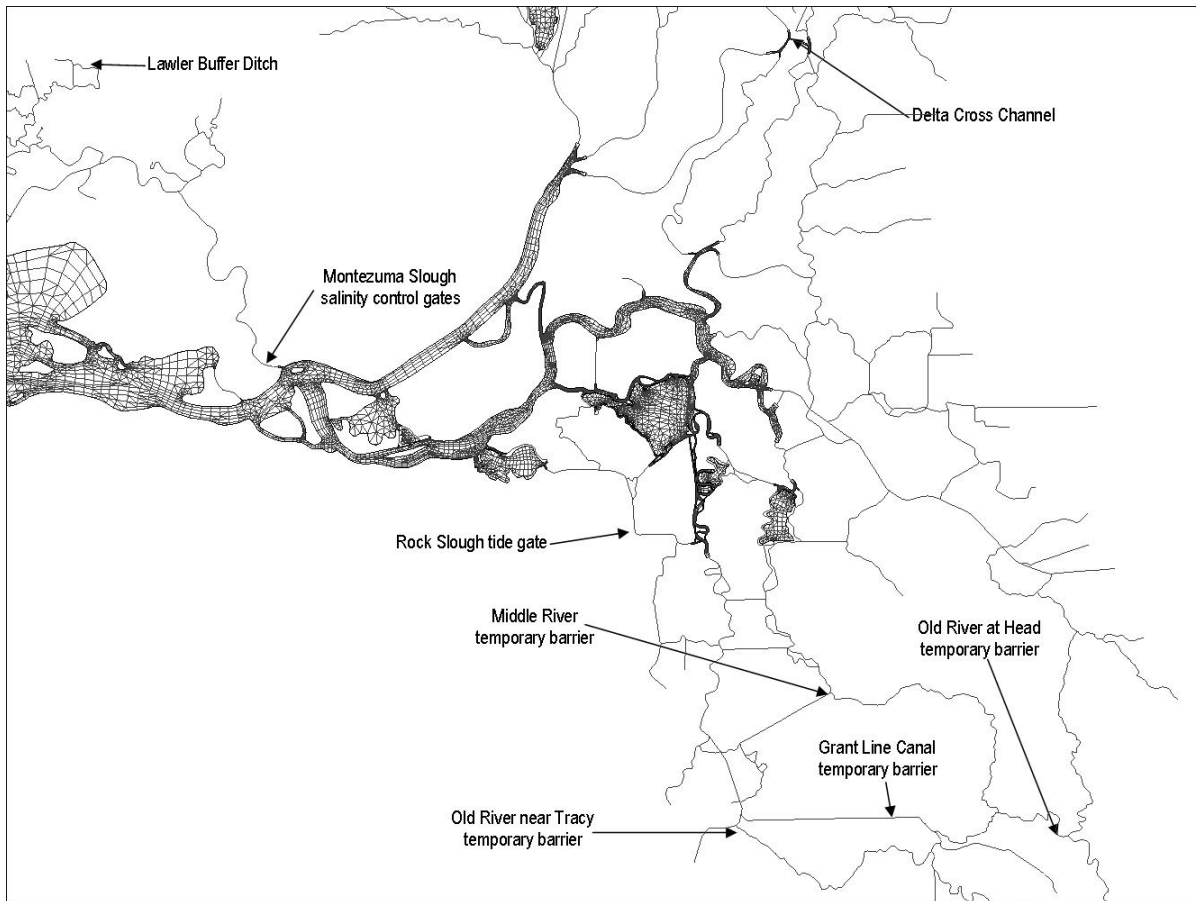 Lawler Buffer Ditch
Delta Cross Channel
Montezuma Slough
salinity control gates
Rock Slough tide gate
Middle River
temporary barrier
Old River at Head
temporary barrier
Grant Line Canal
temporary barrier
Old River near Tracy
temporary barrier